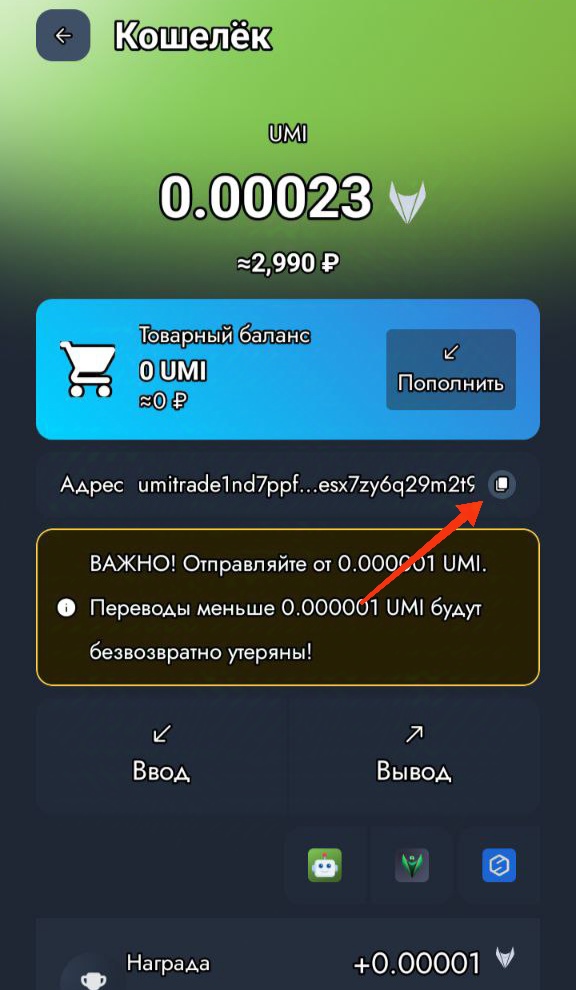 Кошелёк
UMI
0.00023
≈2,990 ₽
Товарный баланс
0 UMI
≈0 ₽
Пополнить
Адрес umitrade1nd7ppf...esx7zy6q29m2t9
ВАЖНО! Отправляйте от 0.000001 UMI.
Переводы меньше 0.000001 UMI будут
безвозвратно утеряны!
Ввод
Вывод
Награда
+0.00001